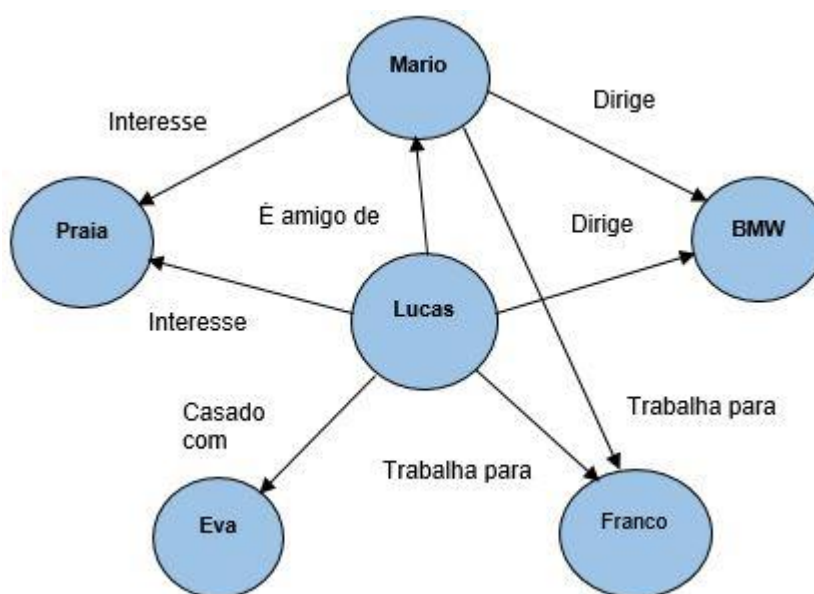 Mario
Dirige
Interesse
É amigo de
Dirige
Praia
BMW
Lucas
Interesse
Casado
com
Trabalha para
Trabalha para
Eva
Franco